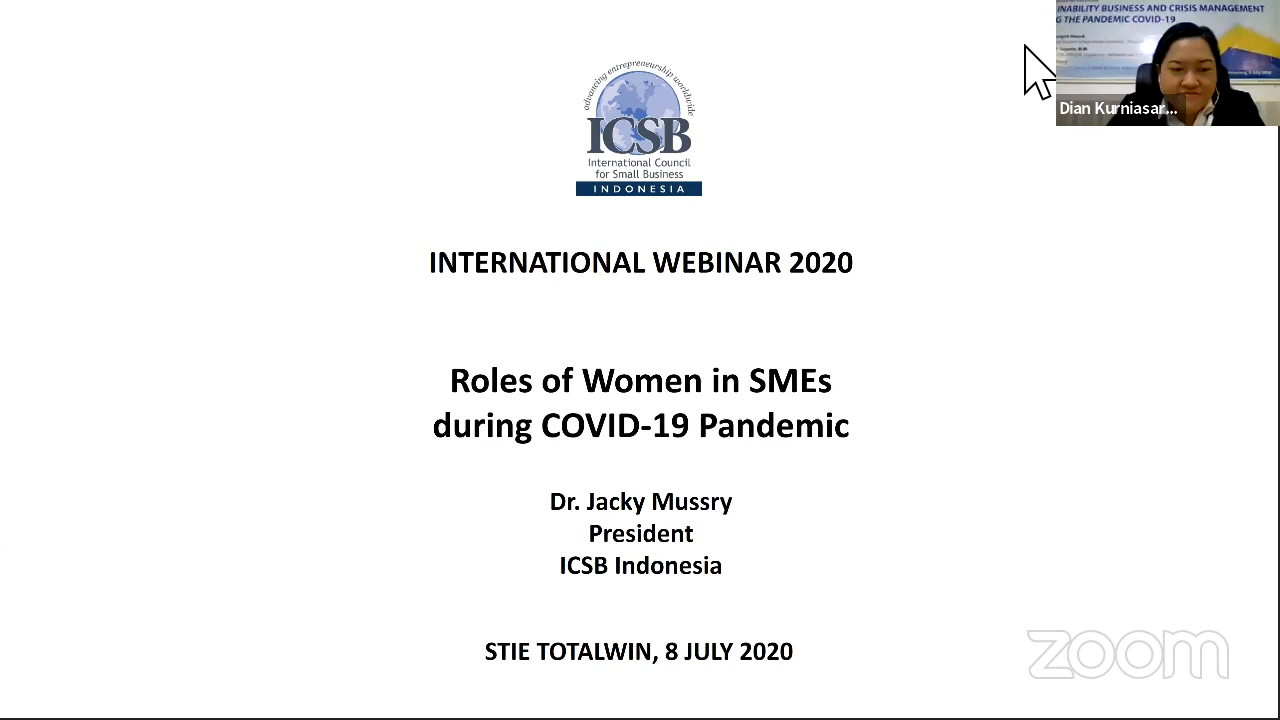 INABILITY BUSINESS AND CRISIS MANAGEMENT
G THE PANDEMIC COVID-19
Dian Kurniasar...
advancing entrepreneurship worldwide
ICSB
International Council
for Small Business
INDONESIA
INTERNATIONAL WEBINAR 2020
Roles of Women in SMEs
during COVID-19 Pandemic
Dr. Jacky Mussry
President
ICSB Indonesia
STIE TOTALWIN, 8 JULY 2020
zoom